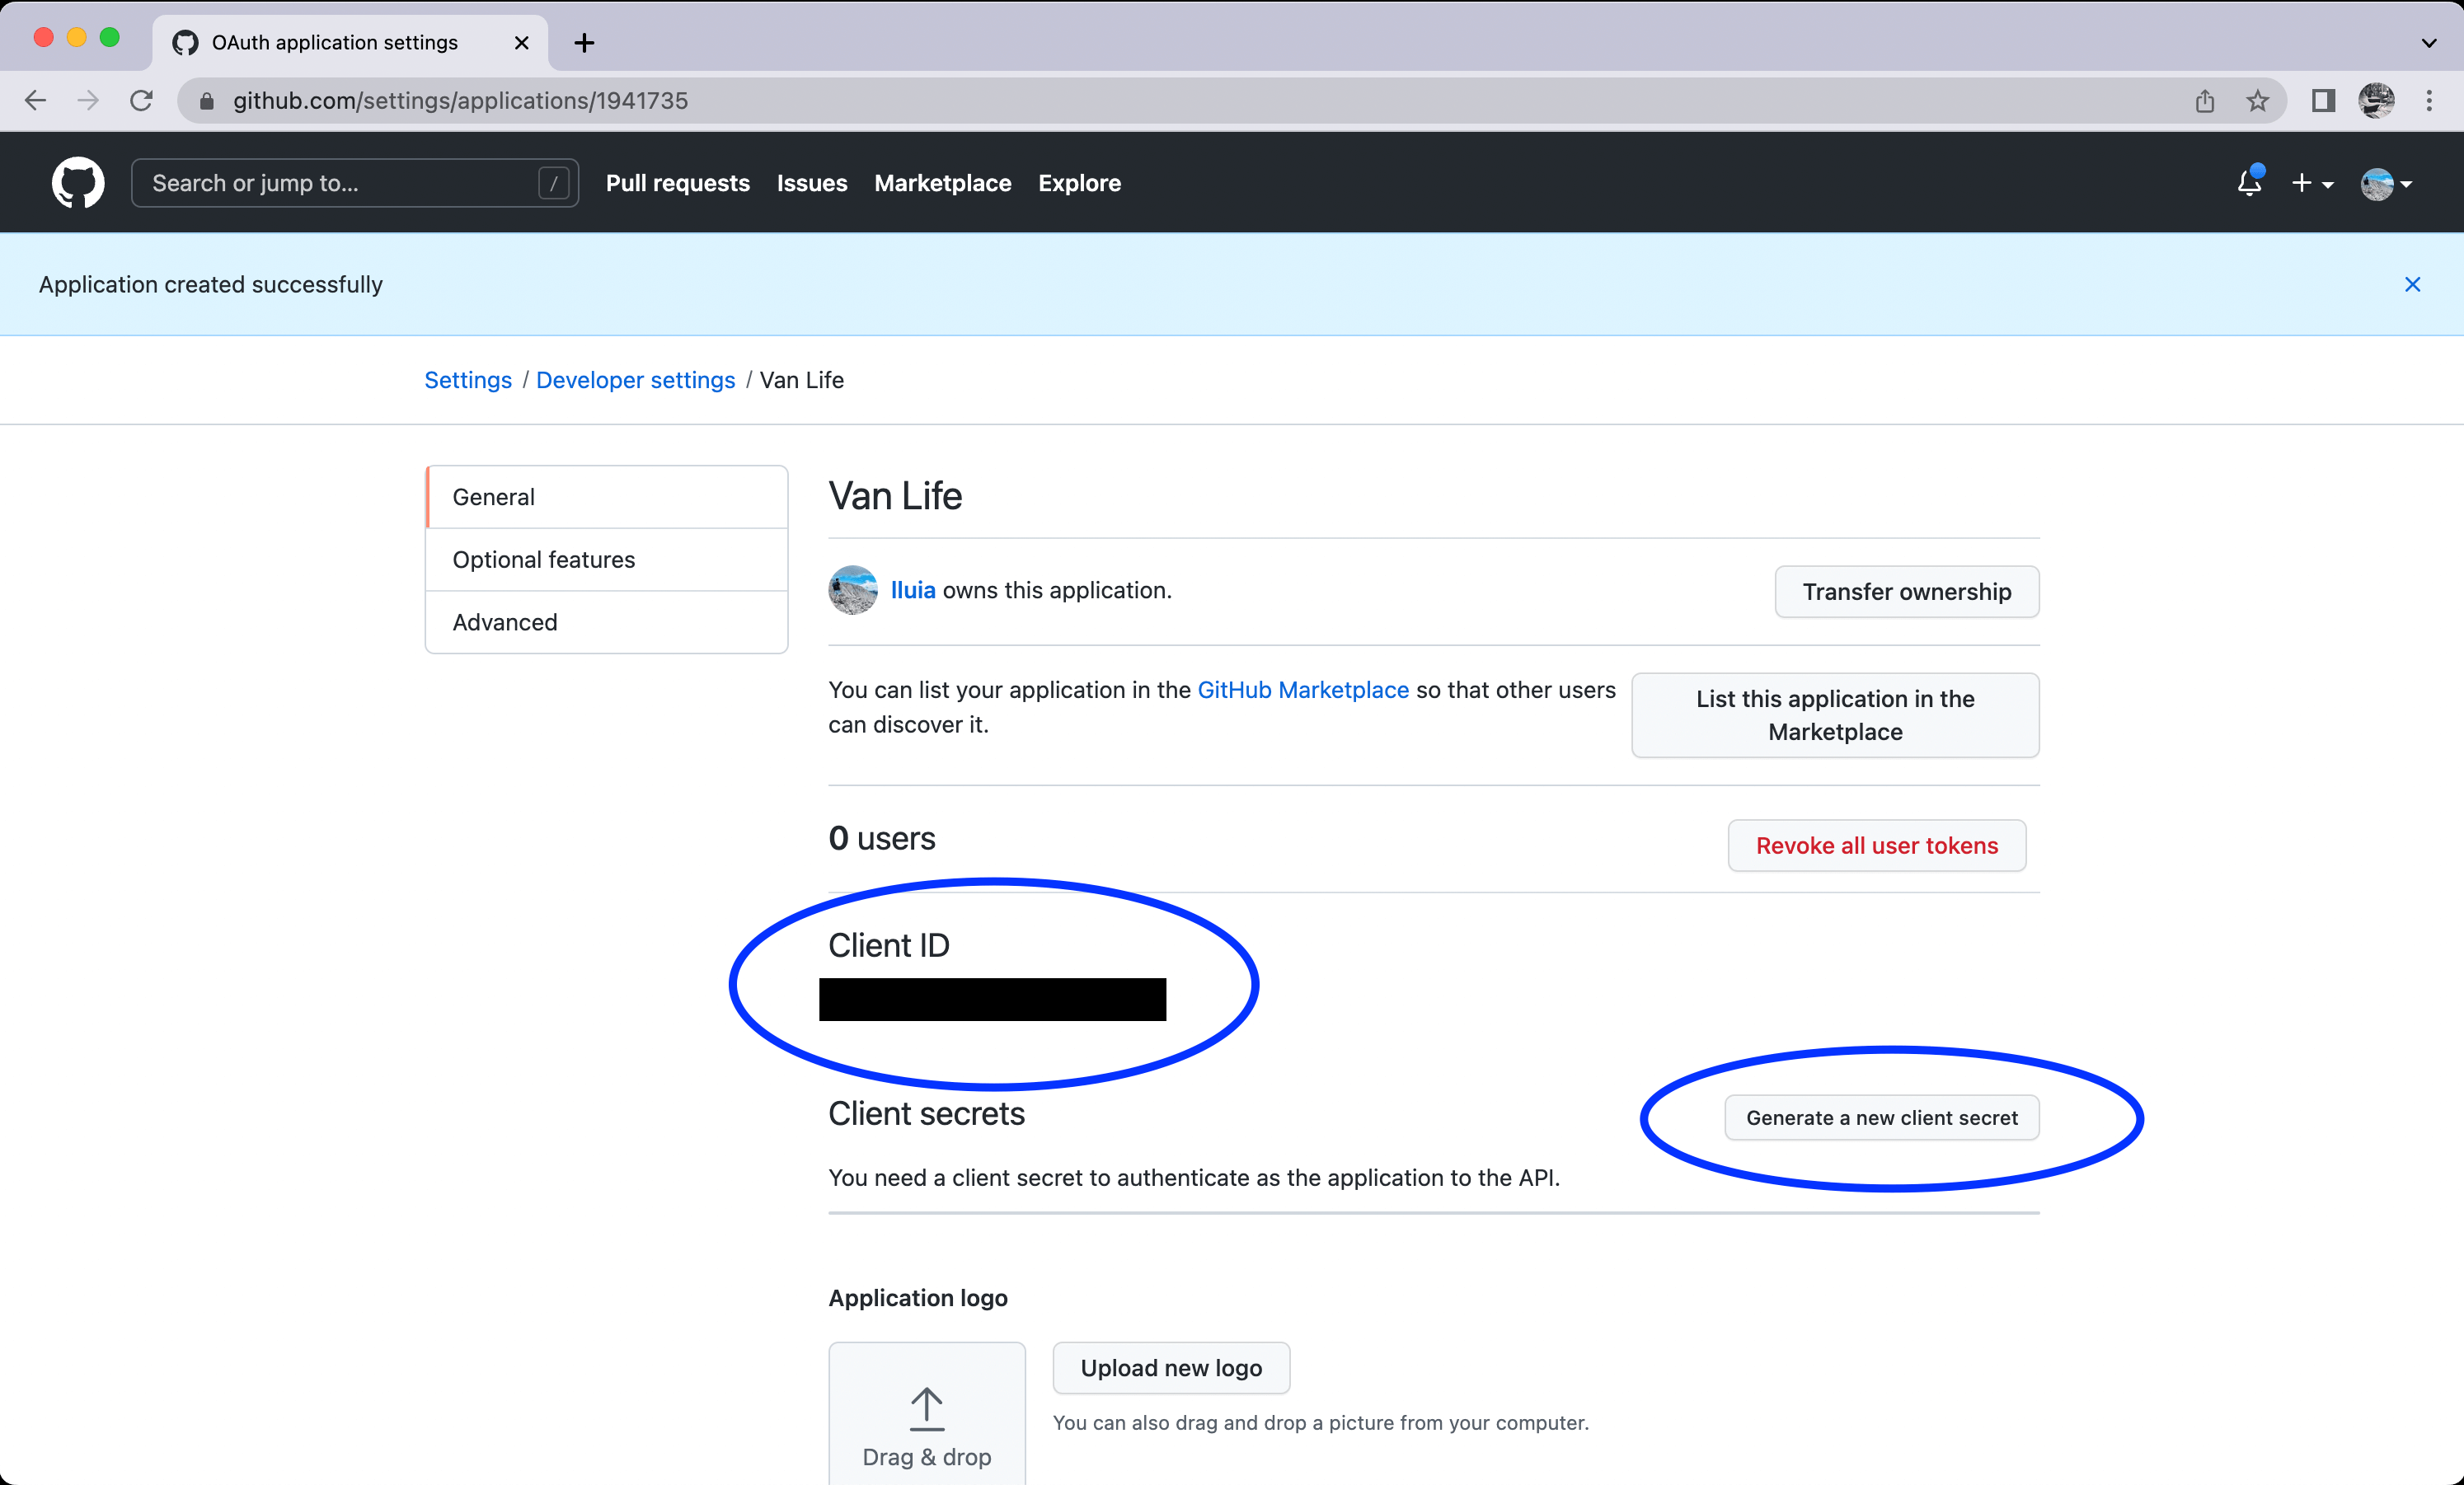 OAuth application settings
github.com/settings/applications/1941735
Search or jump to...
/
Pull requests
Issues
Marketplace
Explore
Application created successfully
Settings / Developer settings / Van Life
General
Optional features
Advanced
Van Life
lluia owns this application.
Transfer ownership
You can list your application in the GitHub Marketplace so that other users
can discover it.
List this application in the
Marketplace
0 users
Revoke all user tokens
Client ID
Client secrets
Generate a new client secret
You need a client secret to authenticate as the application to the API.
Application logo
Upload new logo
You can also drag and drop a picture from your computer.
Drag & drop